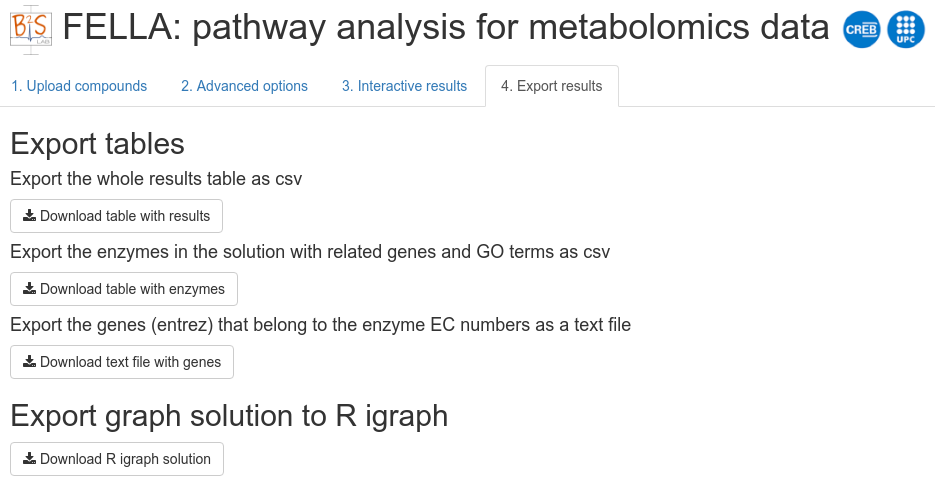 B2S
LAB
FELLA: pathway analysis for metabolomics data
CREB
UPC
1. Upload compounds
2. Advanced options
3. Interactive results
4. Export results
Export tables
Export the whole results table as csv
Download table with results
Export the enzymes in the solution with related genes and GO terms as csv
Download table with enzymes
Export the genes (entrez) that belong to the enzyme EC numbers as a text file
Download text file with genes
Export graph solution to R igraph
Download R igraph solution